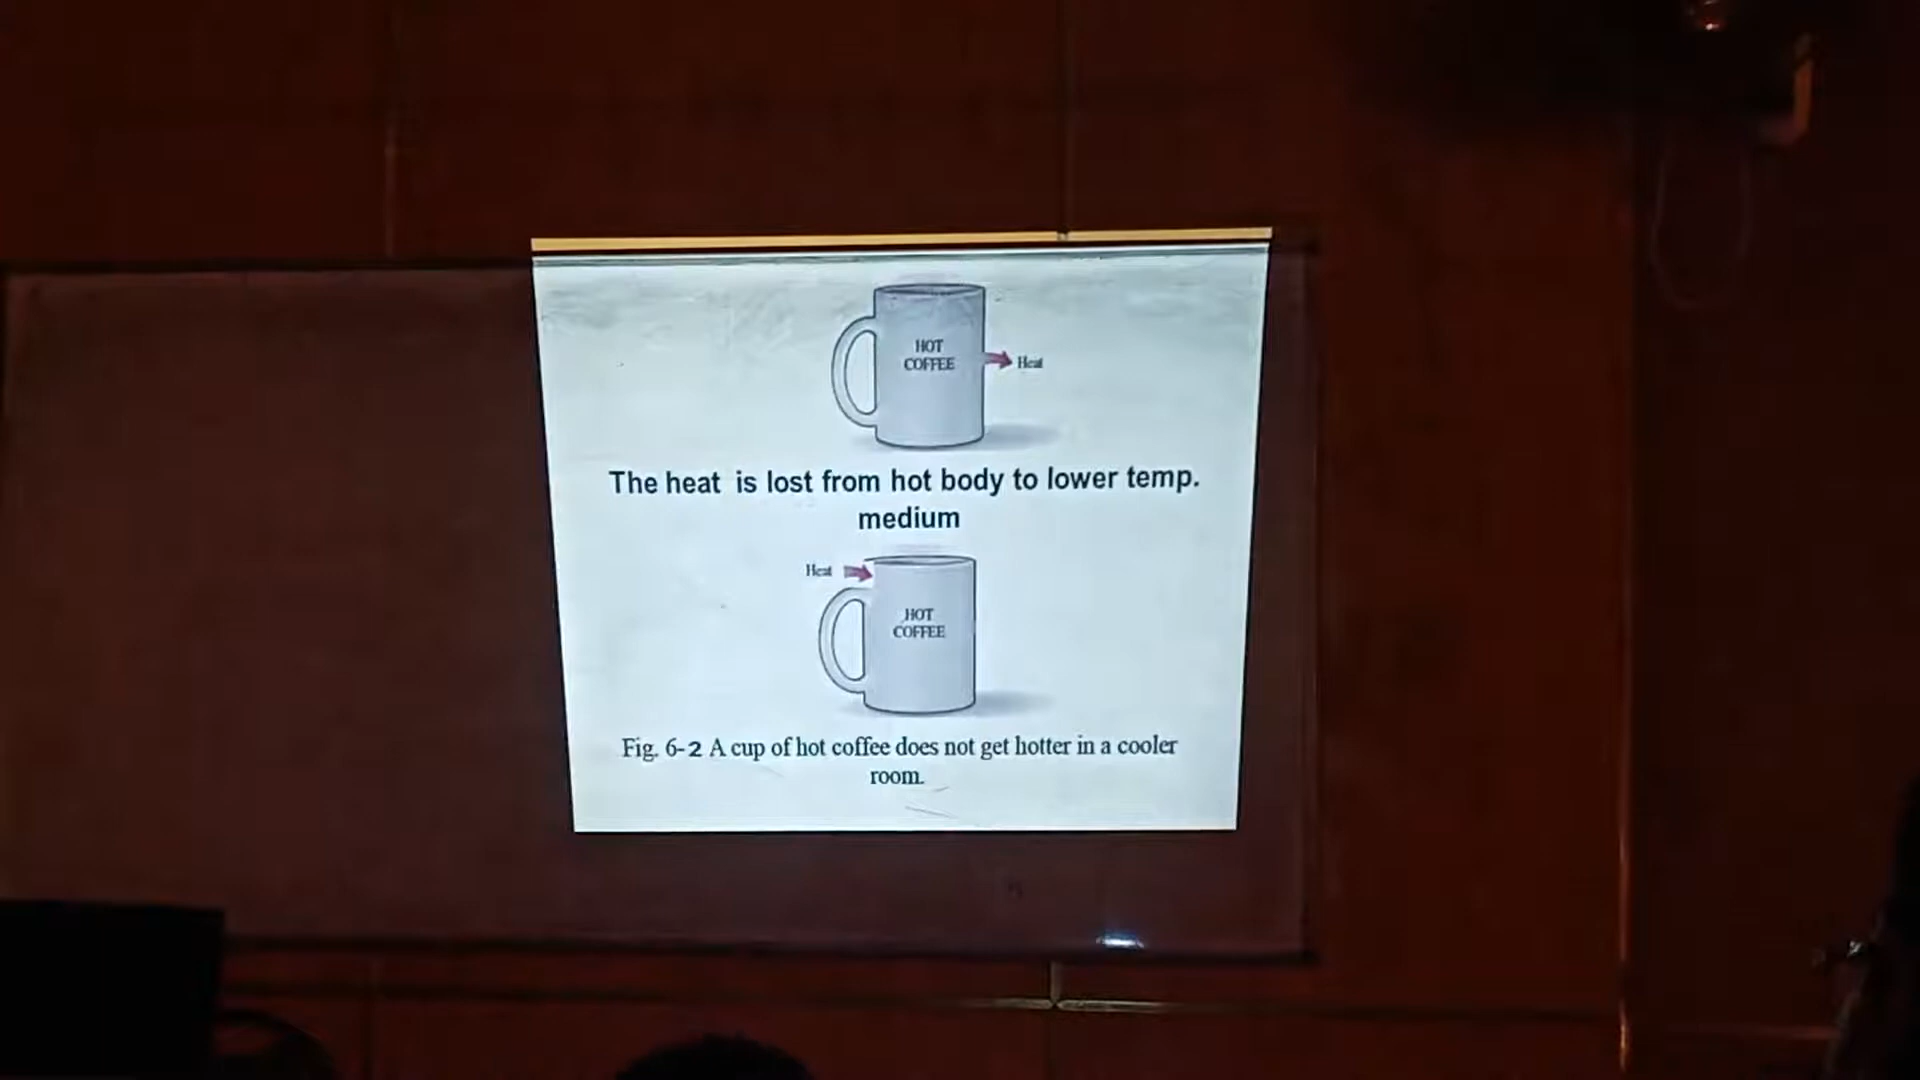 HOT
COFFEE
Heat
The heat is lost from hot body to lower temp.
medium
Heat
HOT
COFFEE
Fig. 6-2 A cup of hot coffee does not get hotter in a cooler
room.